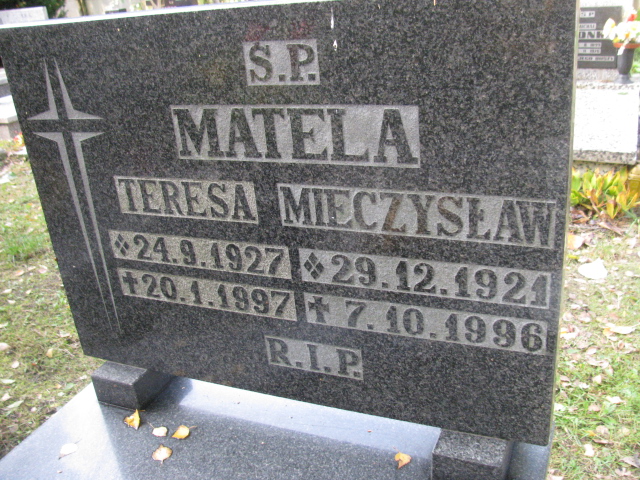 Ś.P.
MATELA
TERESA MIECZYSŁAW
24.9.1927 29.12.1921
20.1.1997 7.10.1996
R.I.P.